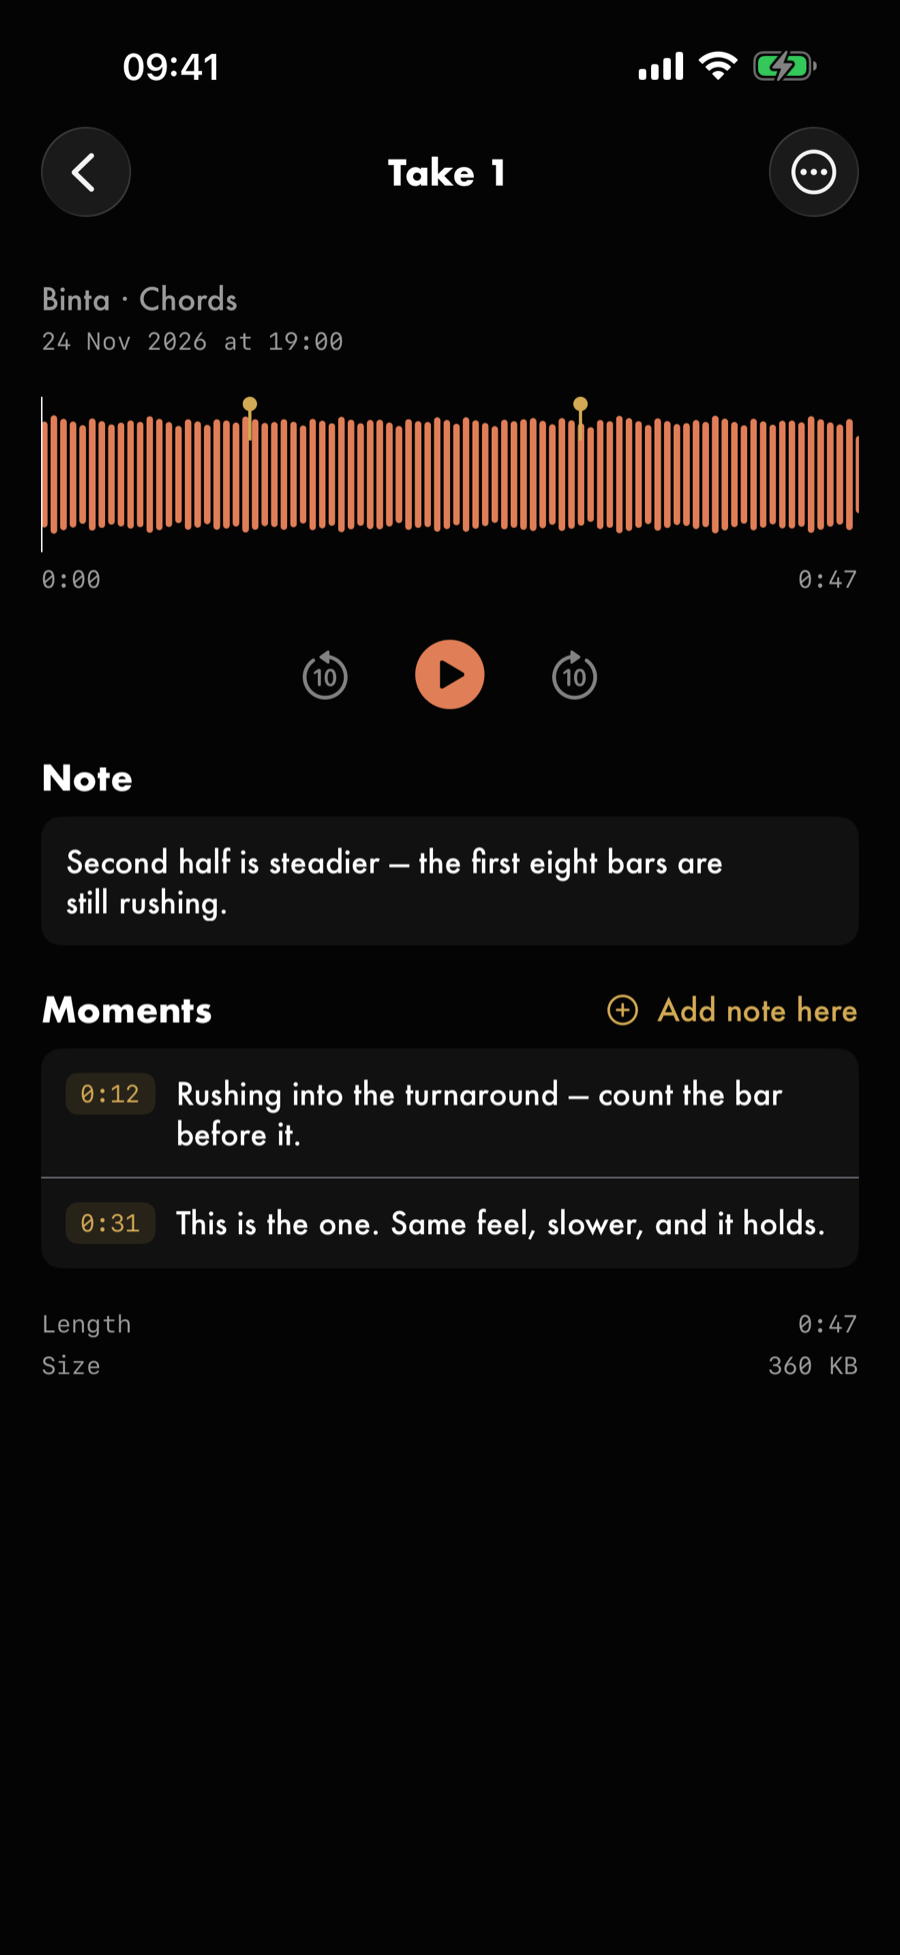 09:41
Take 1
Binta · Chords
24 Nov 2026 at 19:00
0:00
0:47
10
10
Note
Second half is steadier — the first eight bars are
still rushing.
Moments
Add note here
0:12
Rushing into the turnaround — count the bar
before it.
0:31
This is the one. Same feel, slower, and it holds.
Length
0:47
Size
360 KB